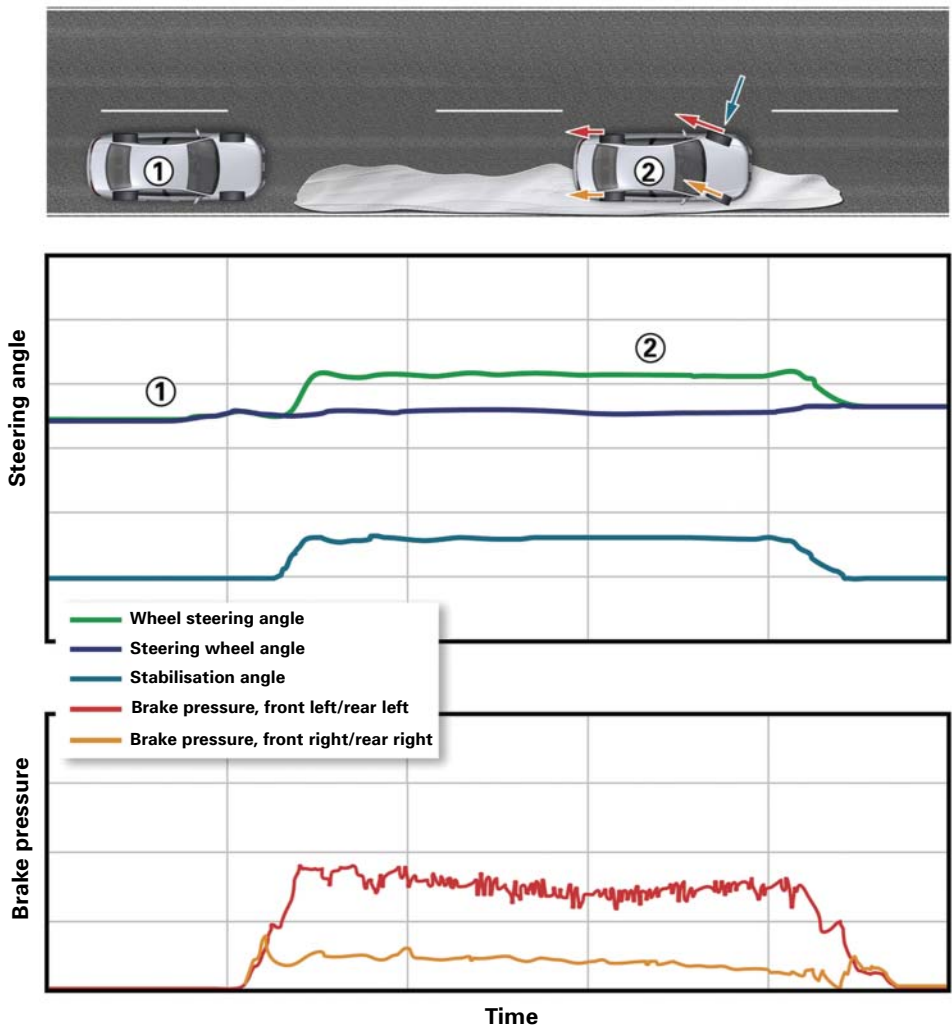 ①
②
Steering angle
①
②
Wheel steering angle
Steering wheel angle
Stabilisation angle
Brake pressure, front left/rear left
Brake pressure, front right/rear right
Brake pressure
Time